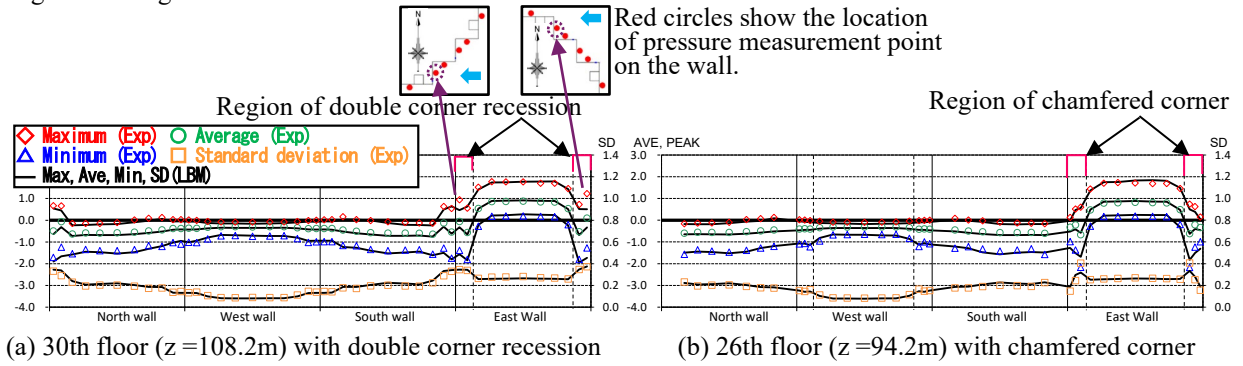 N
N
Red circles show the location
of pressure measurement point
on the wall.
Region of double corner recession
Region of chamfered corner
Maximum (Exp) Average (Exp)
Minimum (Exp) Standard deviation (Exp)
Max, Ave, Min, SD(LBM)
SD
1.4
1.2
1.0
0.8
0.6
0.4
0.2
0.0
1.0
0.0
-1.0
-2.0
-3.0
-4.0
North wall West wall South wall East Wall
AVE, PEAK
3.0
2.0
1.0
0.0
-1.0
-2.0
-3.0
-4.0
SD
1.4
1.2
1.0
0.8
0.6
0.4
0.2
0.0
North wall West wall South wall East Wall
(a) 30th floor (z =108.2m) with double corner recession
(b) 26th floor (z =94.2m) with chamfered corner